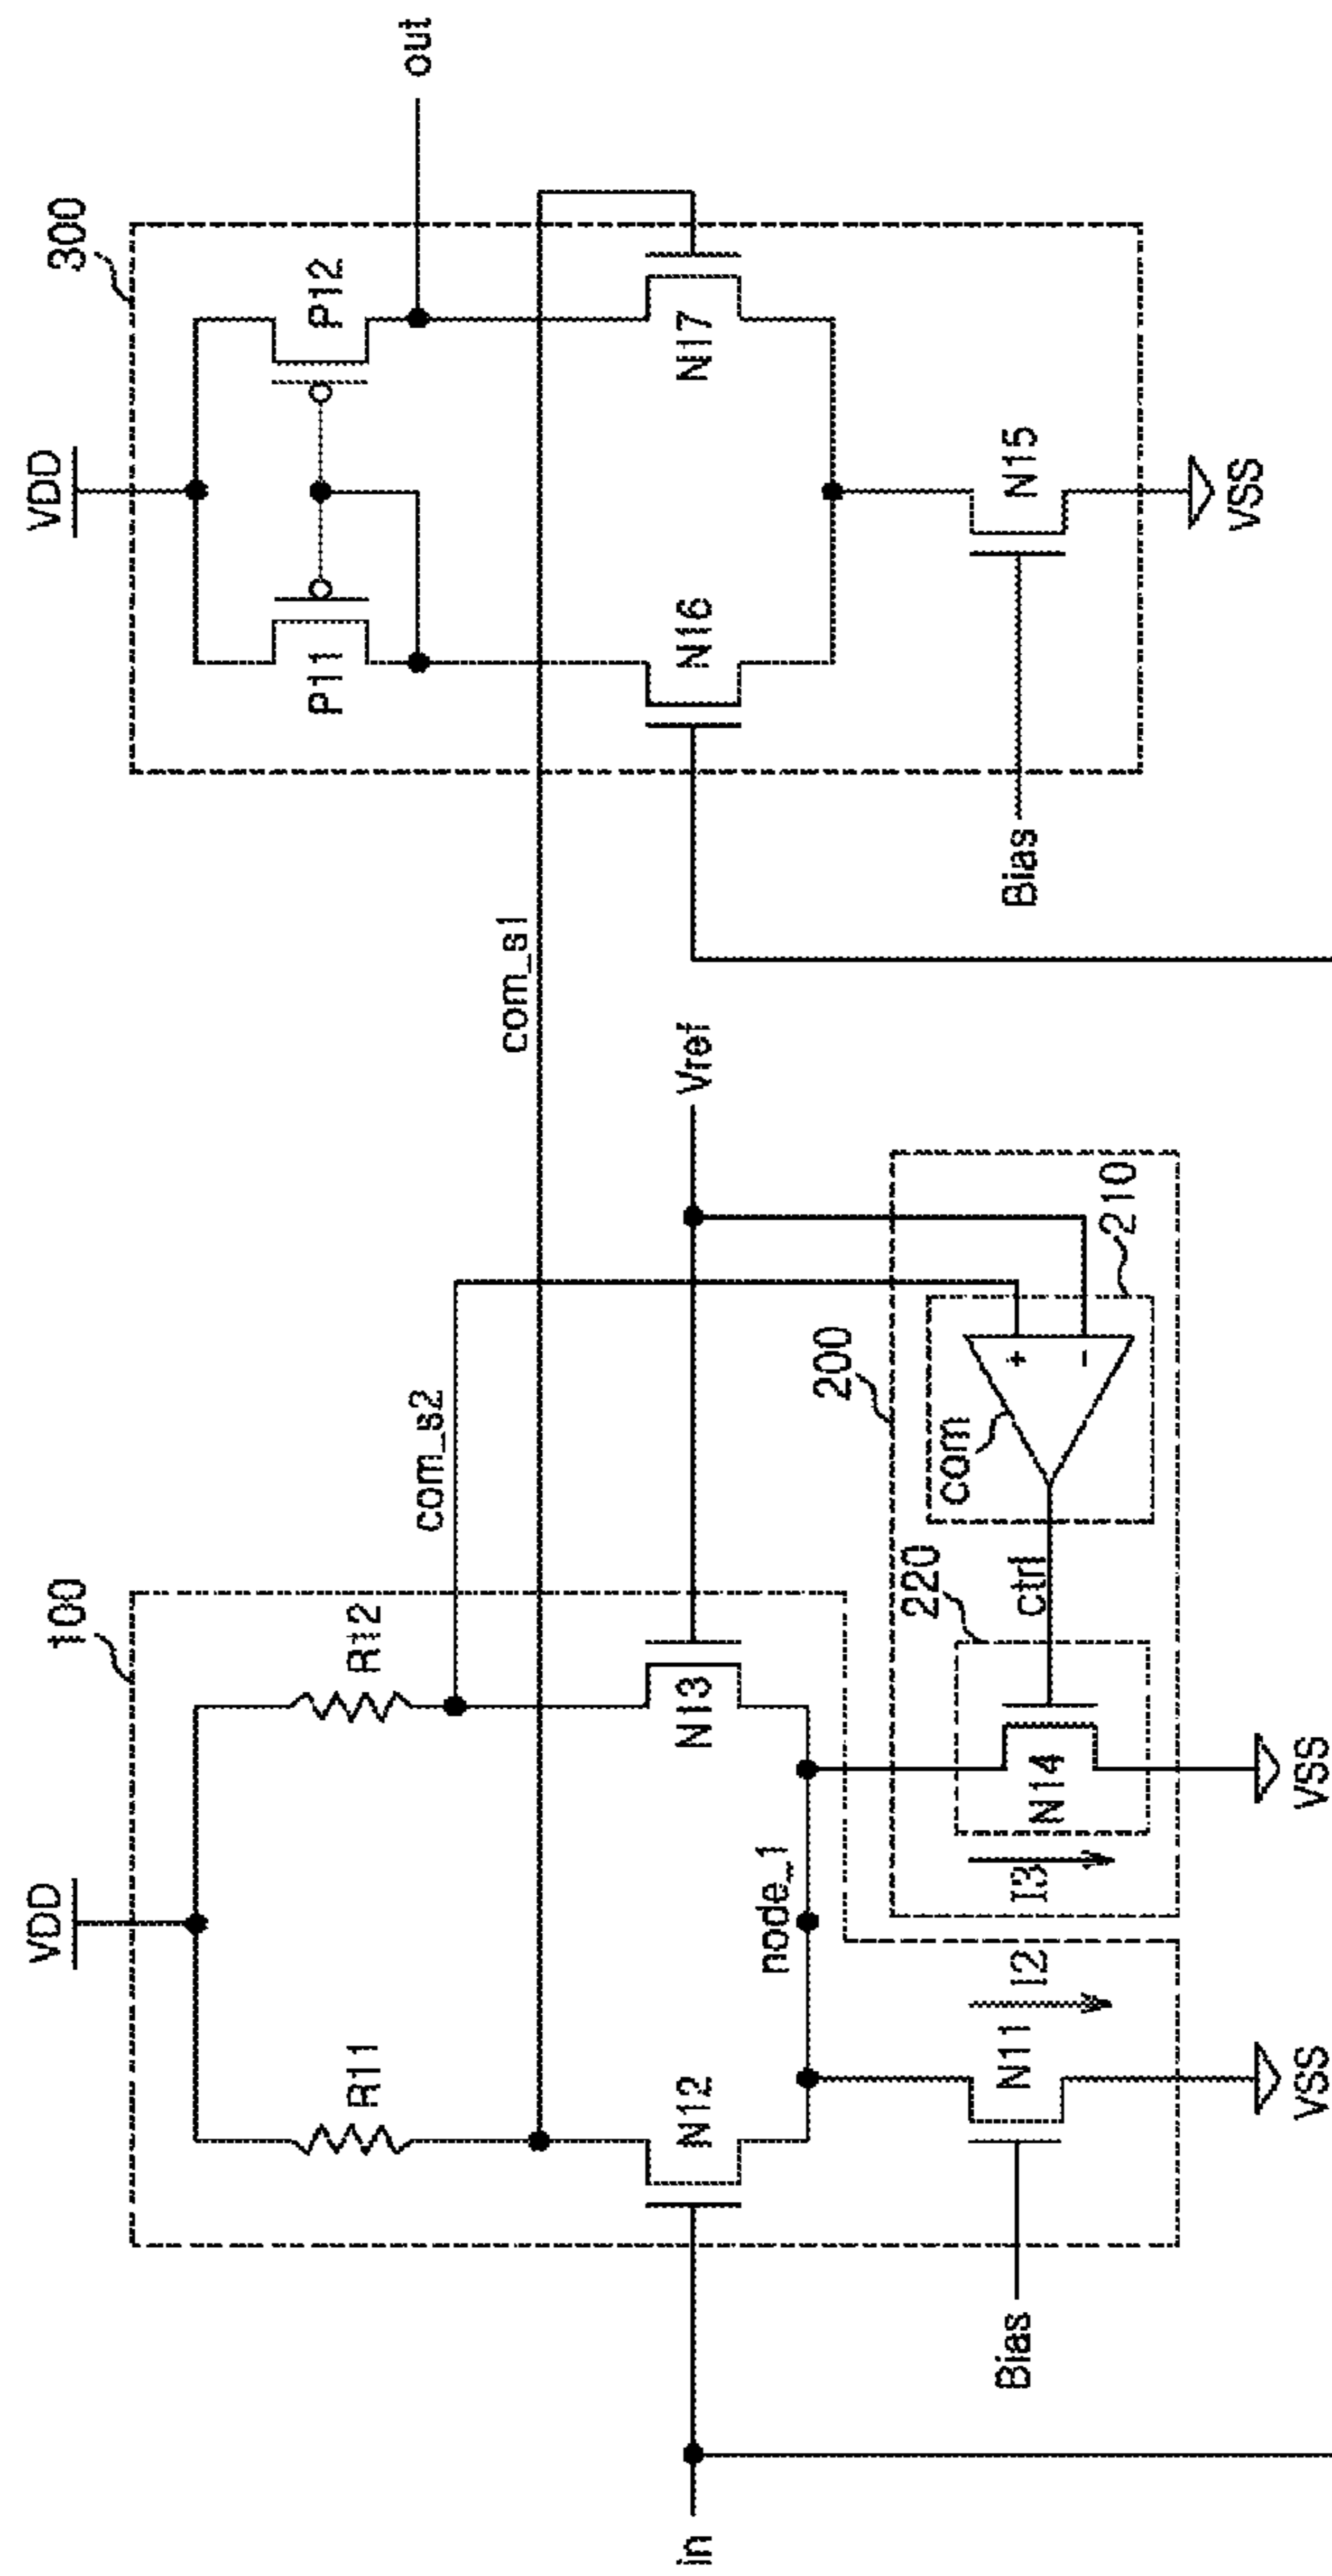 100
VDD
R11
R12
com_s2
com_s1
N12
N13
Vref
in
node_1
Bias
N11
I2
I3
N14
220
ctrl
200
com
+
-
210
VSS
VSS
300
VDD
P11
P12
out
N16
N17
Bias
N15
VSS